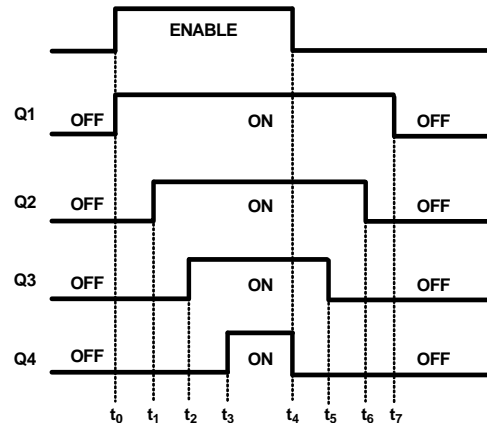 ENABLE
Q1 OFF ON OFF
Q2 OFF ON OFF
Q3 OFF ON OFF
Q4 OFF ON OFF
t0 t1 t2 t3 t4 t5 t6 t7